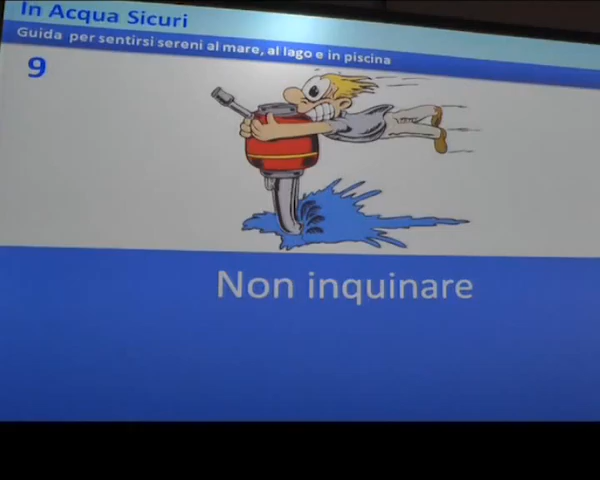 In Acqua Sicuri
Guida per sentirsi sereni al mare, al lago e in piscina
9
Non inquinare